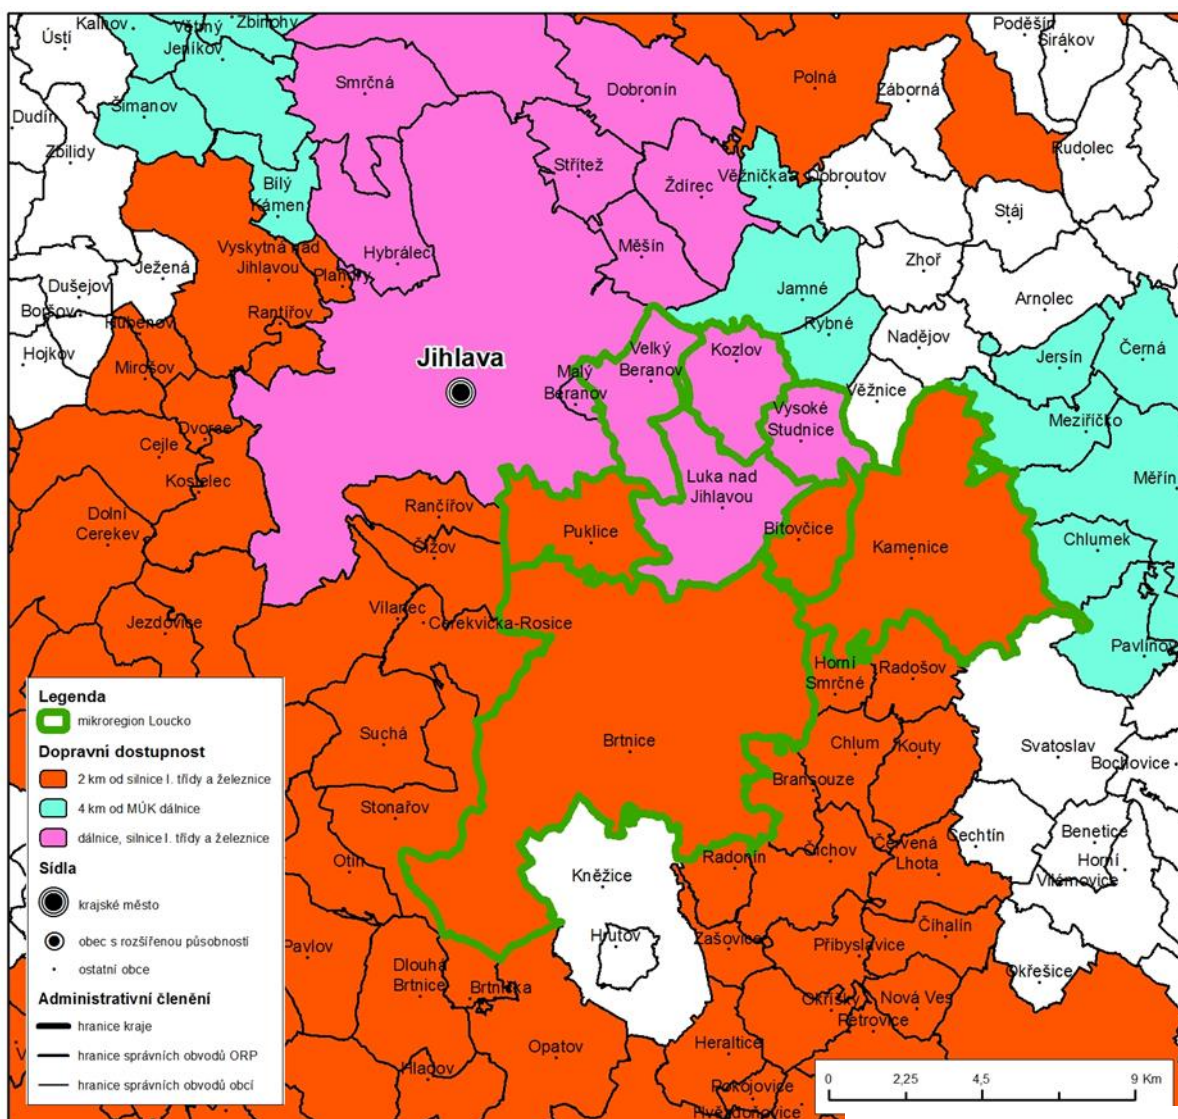 Kalhov
Zbinohy
Větrný
Jeníkov
Ústí
Poděšín
Sirákov
Smrčná
Dobronín
Polná
Záborná
Šimanov
Dudín
Zbilidy
Rudolec
Střítež
Ždírec
Věžnička
Dobroutov
Bílý
Kámen
Stáj
Měšín
Hybrálec
Vyskytná nad
Jihlavou
Ježená
Plandry
Zhoř
Dušejov
Jamné
Arnolec
Boršov
Hubenov
Rantířov
Rybné
Nadějov
Hojkov
Mirošov
Jihlava
Malý
Beranov
Velký
Beranov
Kozlov
Jersín
Černá
Věžnice
Vysoké
Studnice
Meziříčko
Dvorce
Cejle
Kostelec
Luka nad
Jihlavou
Měřín
Dolní
Cerekev
Rančířov
Puklice
Bítovčice
Kamenice
Chlumek
Čížov
Vílanec
Cerekvička-Rosice
Jezdovice
Pavlínov
Horní
Smrčné
Radošov
Suchá
Brtnice
Chlum
Kouty
Svatoslav
Bochovice
Bransouze
Stonařov
Čechtín
Benetice
Otín
Radonín
Číchov
Červená
Lhota
Horní
Vilémovice
Kněžice
Hrutov
Zašovice
Přibyslavice
Číhalín
Okřešice
Pavlov
Dlouhá
Brtnice
Brtnička
Okříšky
Nová Ves
Petrovice
Opatov
Heraltice
Hladov
Pokojovice
Hvězdoňovice
Legenda
mikroregion Loucko
Dopravní dostupnost
2 km od silnice I. třídy a železnice
4 km od MÚK dálnice
dálnice, silnice I. třídy a železnice
Sídla
krajské město
obec s rozšířenou působností
ostatní obce
Administrativní členění
hranice kraje
hranice správních obvodů ORP
hranice správních obvodů obcí
0 2,25 4,5 9 Km